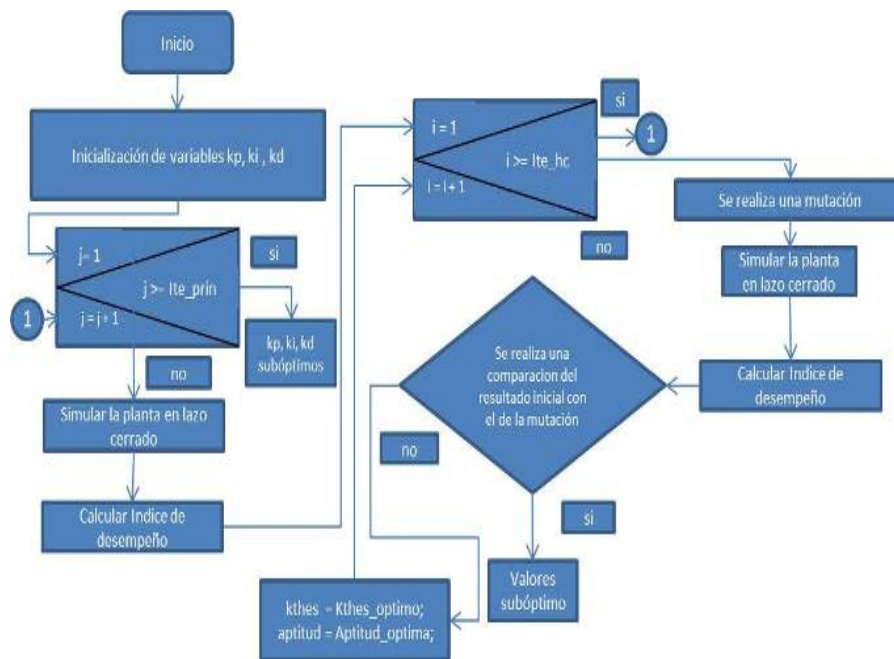 Inicio
Inicialización de variables kp, ki , kd
j= 1
j >= Ite_prin
j = j + 1
1
si
kp, ki, kd
subóptimos
no
Simular la planta en lazo
cerrado
Calcular Indice de
desempeño
i = 1
i >= Ite_hc
i = i + 1
si
1
no
Se realiza una mutación
Simular la planta
en lazo cerrado
Calcular Indice de
desempeño
Se realiza una
comparacion del
resultado inicial con
el de la mutación
no
si
Valores
subóptimo
kthes = Kthes_optimo;
aptitud = Aptitud_optima;